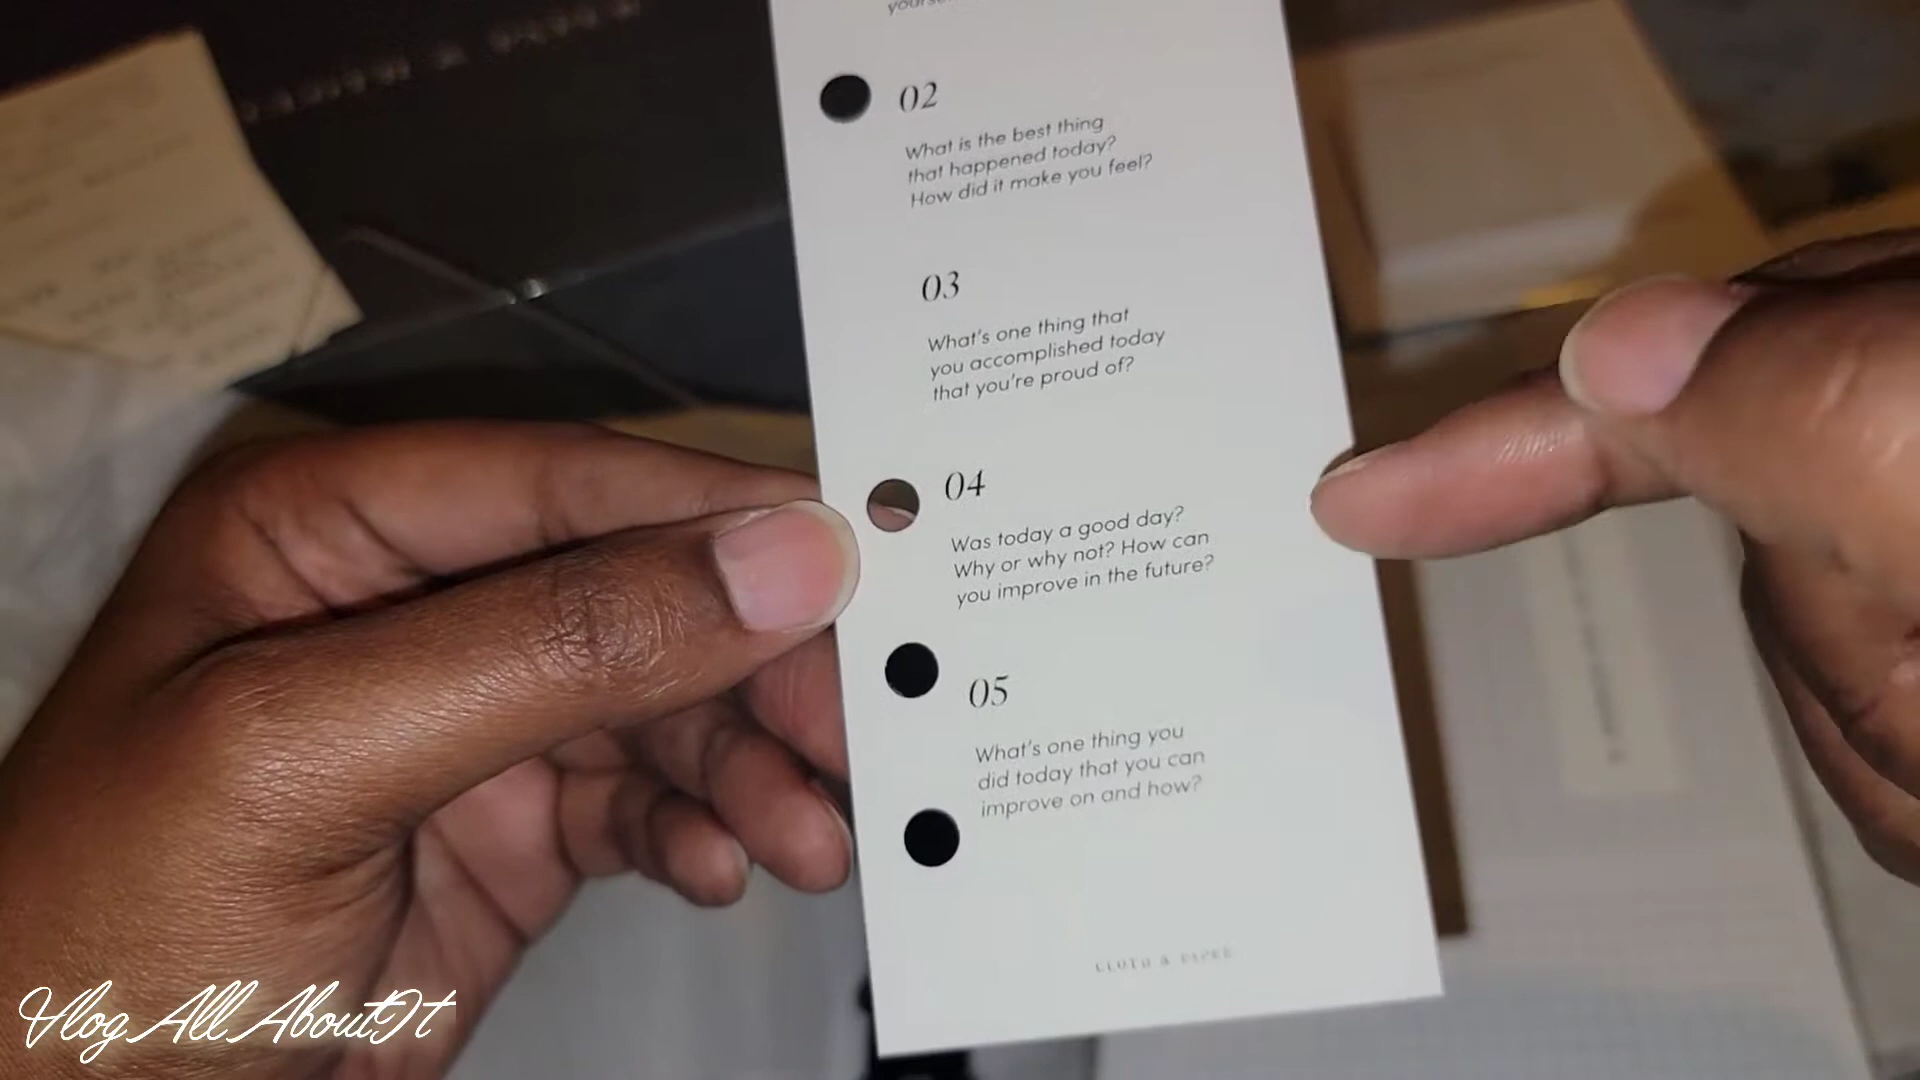 02
What is the best thing
that happened today?
How did it make you feel?
03
What's one thing that
you accomplished today
that you're proud of?
04
Was today a good day?
Why or why not? How can
you improve in the future?
05
What's one thing you
did today that you can
improve on and how?
CLOTH & PAPER
VlogAllAboutIt